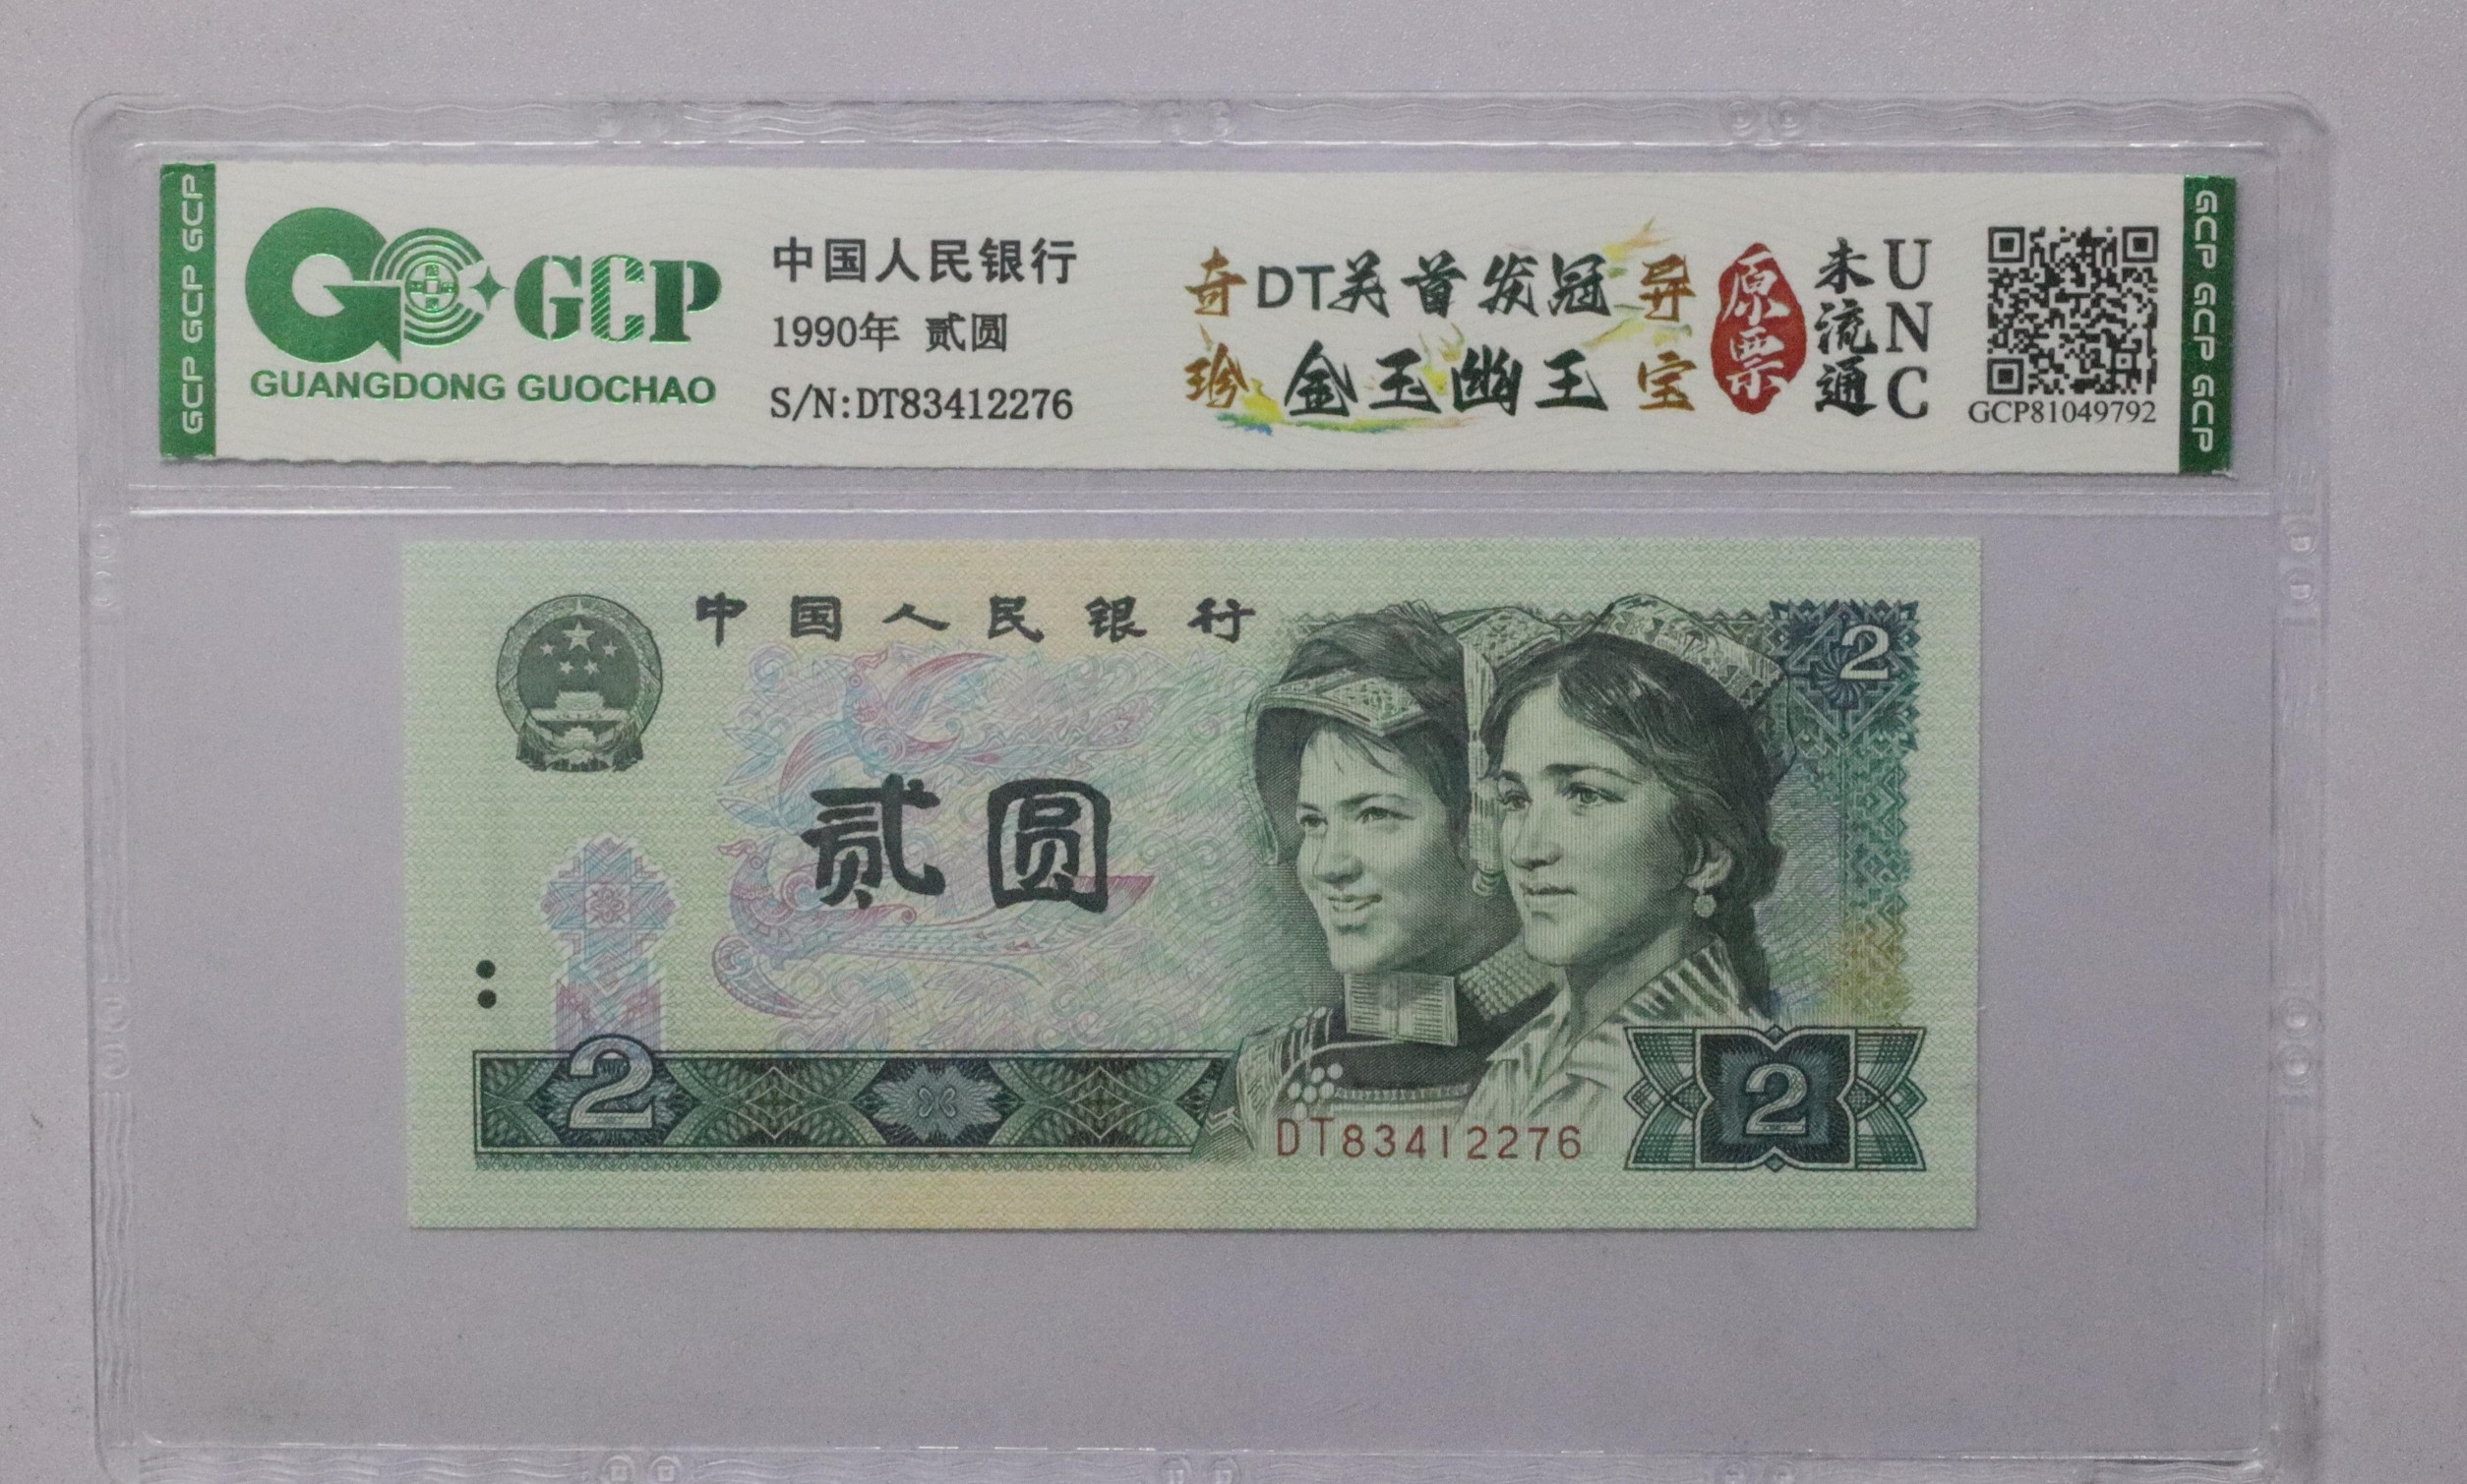 GCP GCP GCP
GCP
GUANGDONG GUOCHAO
中国人民银行
1990年 贰圆
S/N:DT83412276
奇珍
DT关首发冠
金玉幽王
异宝
原票
未流通
UNC
GCP81049792
GCP GCP GCP
中国人民银行
2
贰圆
2
DT83412276
2